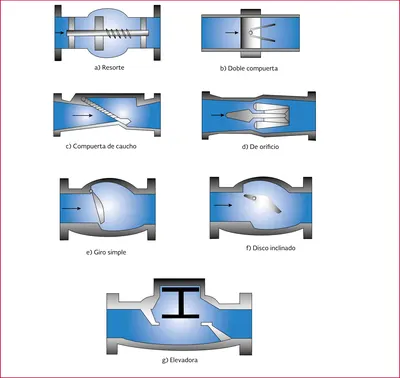 a) Resorte
b) Doble compuerta
c) Compuerta de caucho
d) De orificio
e) Giro simple
f) Disco inclinado
g) Elevadora